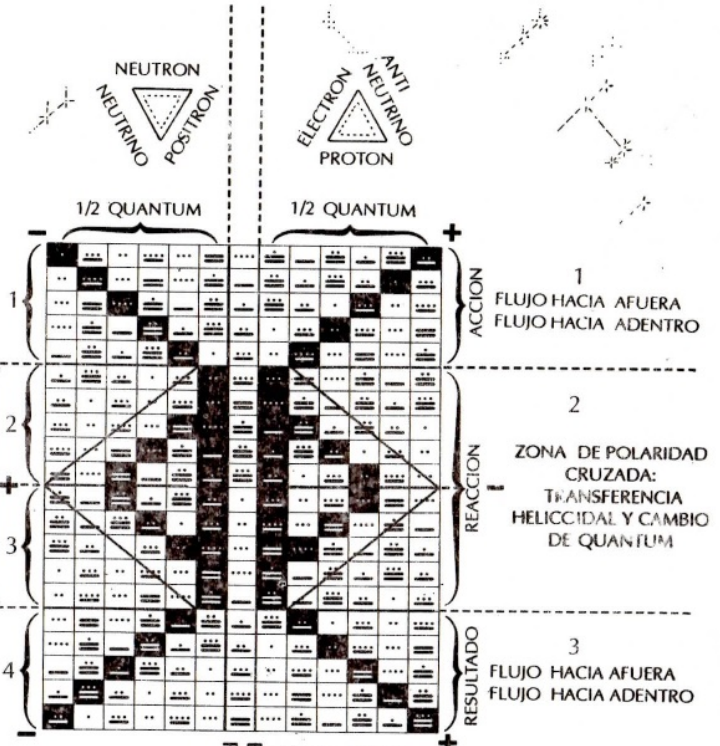 NEUTRON
NEUTRINO
POSITRON
ANTI
NEUTRINO
ELECTRON
PROTON
1/2 QUANTUM
1/2 QUANTUM
-
+
1
2
3
4
+
-
-
- -
+
ACCION
REACCION
RESULTADO
1
FLUJO HACIA AFUERA
FLUJO HACIA ADENTRO
2
ZONA DE POLARIDAD
CRUZADA:
TRANSFERENCIA
HELICCIDAL Y CAMBIO
DE QUANTUM
3
FLUJO HACIA AFUERA
FLUJO HACIA ADENTRO